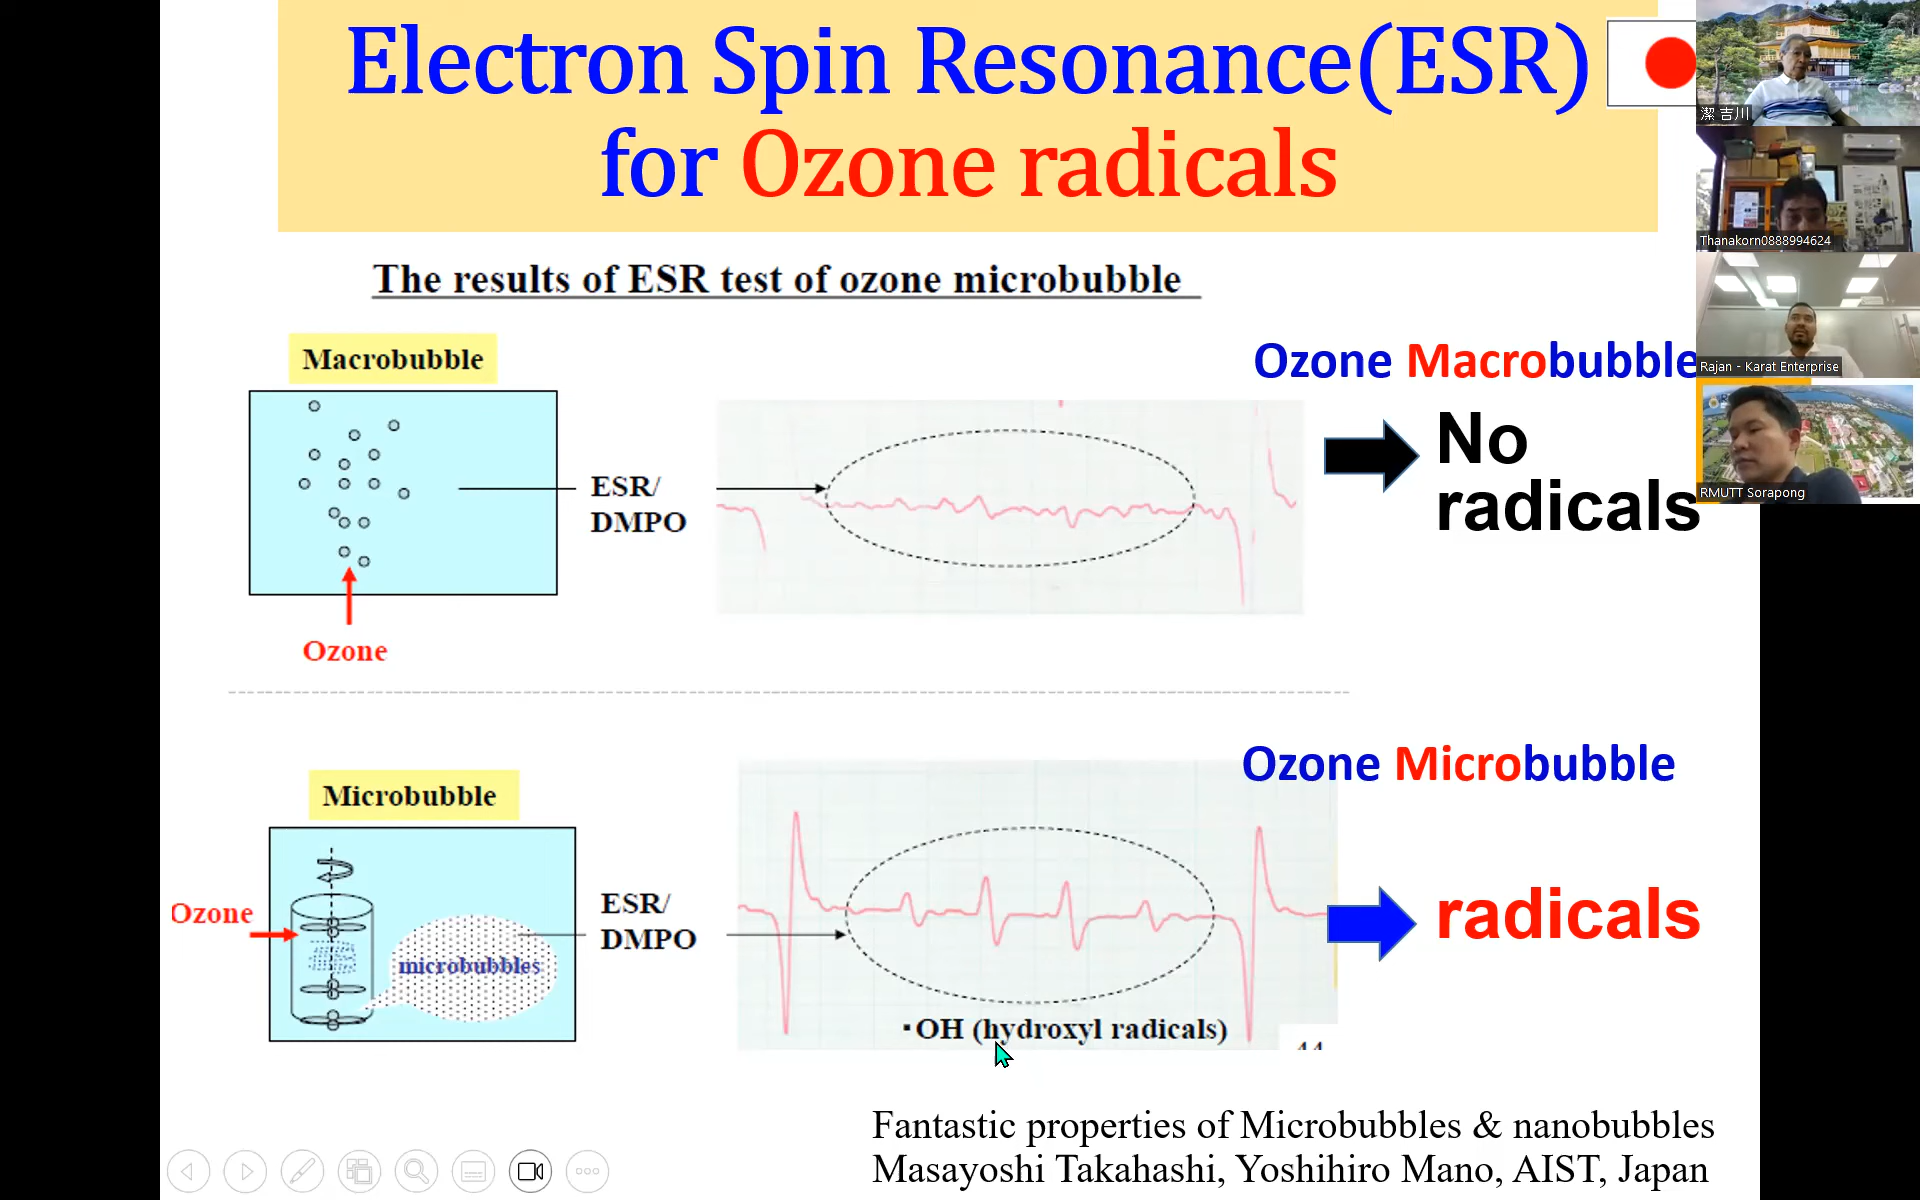 Electron Spin Resonance(ESR)
for Ozone radicals
The results of ESR test of ozone microbubble
Macrobubble
ESR/
DMPO
Ozone
Ozone Macrobubble
No
radicals
Microbubble
Ozone
microbubbles
ESR/
DMPO
Ozone Microbubble
radicals
·OH (hydroxyl radicals)
44
Fantastic properties of Microbubbles & nanobubbles
Masayoshi Takahashi, Yoshihiro Mano, AIST, Japan
潔 吉川
Thanakorn0888994624
Rajan - Karat Enterprise
RMUTT Sorapong